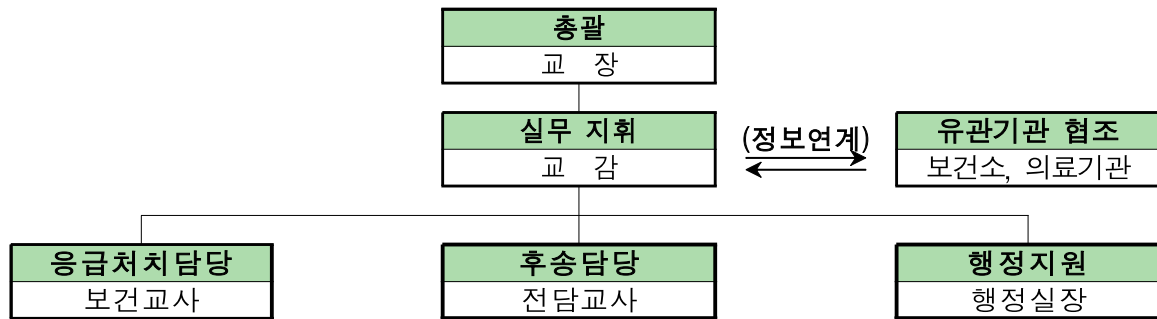 총괄
교 장
실무 지휘
교 감
(정보연계)
유관기관 협조
보건소, 의료기관
응급처치담당
보건교사
후송담당
전담교사
행정지원
행정실장